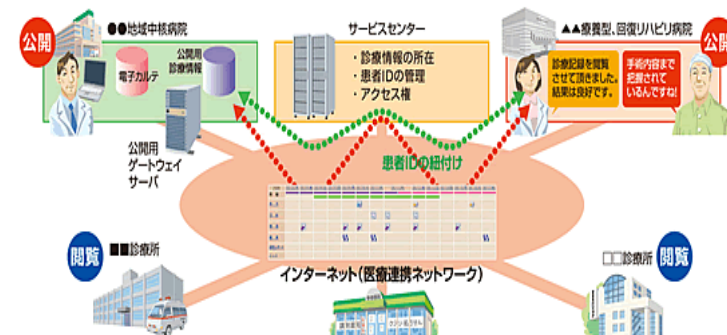 公開
●●地域中核病院
電子カルテ
公開用
診療情報
公開用
ゲートウェイ
サーバ
サービスセンター
・診療情報の所在
・患者IDの管理
・アクセス権
▲▲療養型、回復リハビリ病院
公開
診療記録を閲覧
させて頂きました。
結果は良好です。
手術内容まで
把握されて
いるんですね!
患者IDの紐付け
インターネット(医療連携ネットワーク)
閲覧
■■診療所
□□診療所
閲覧